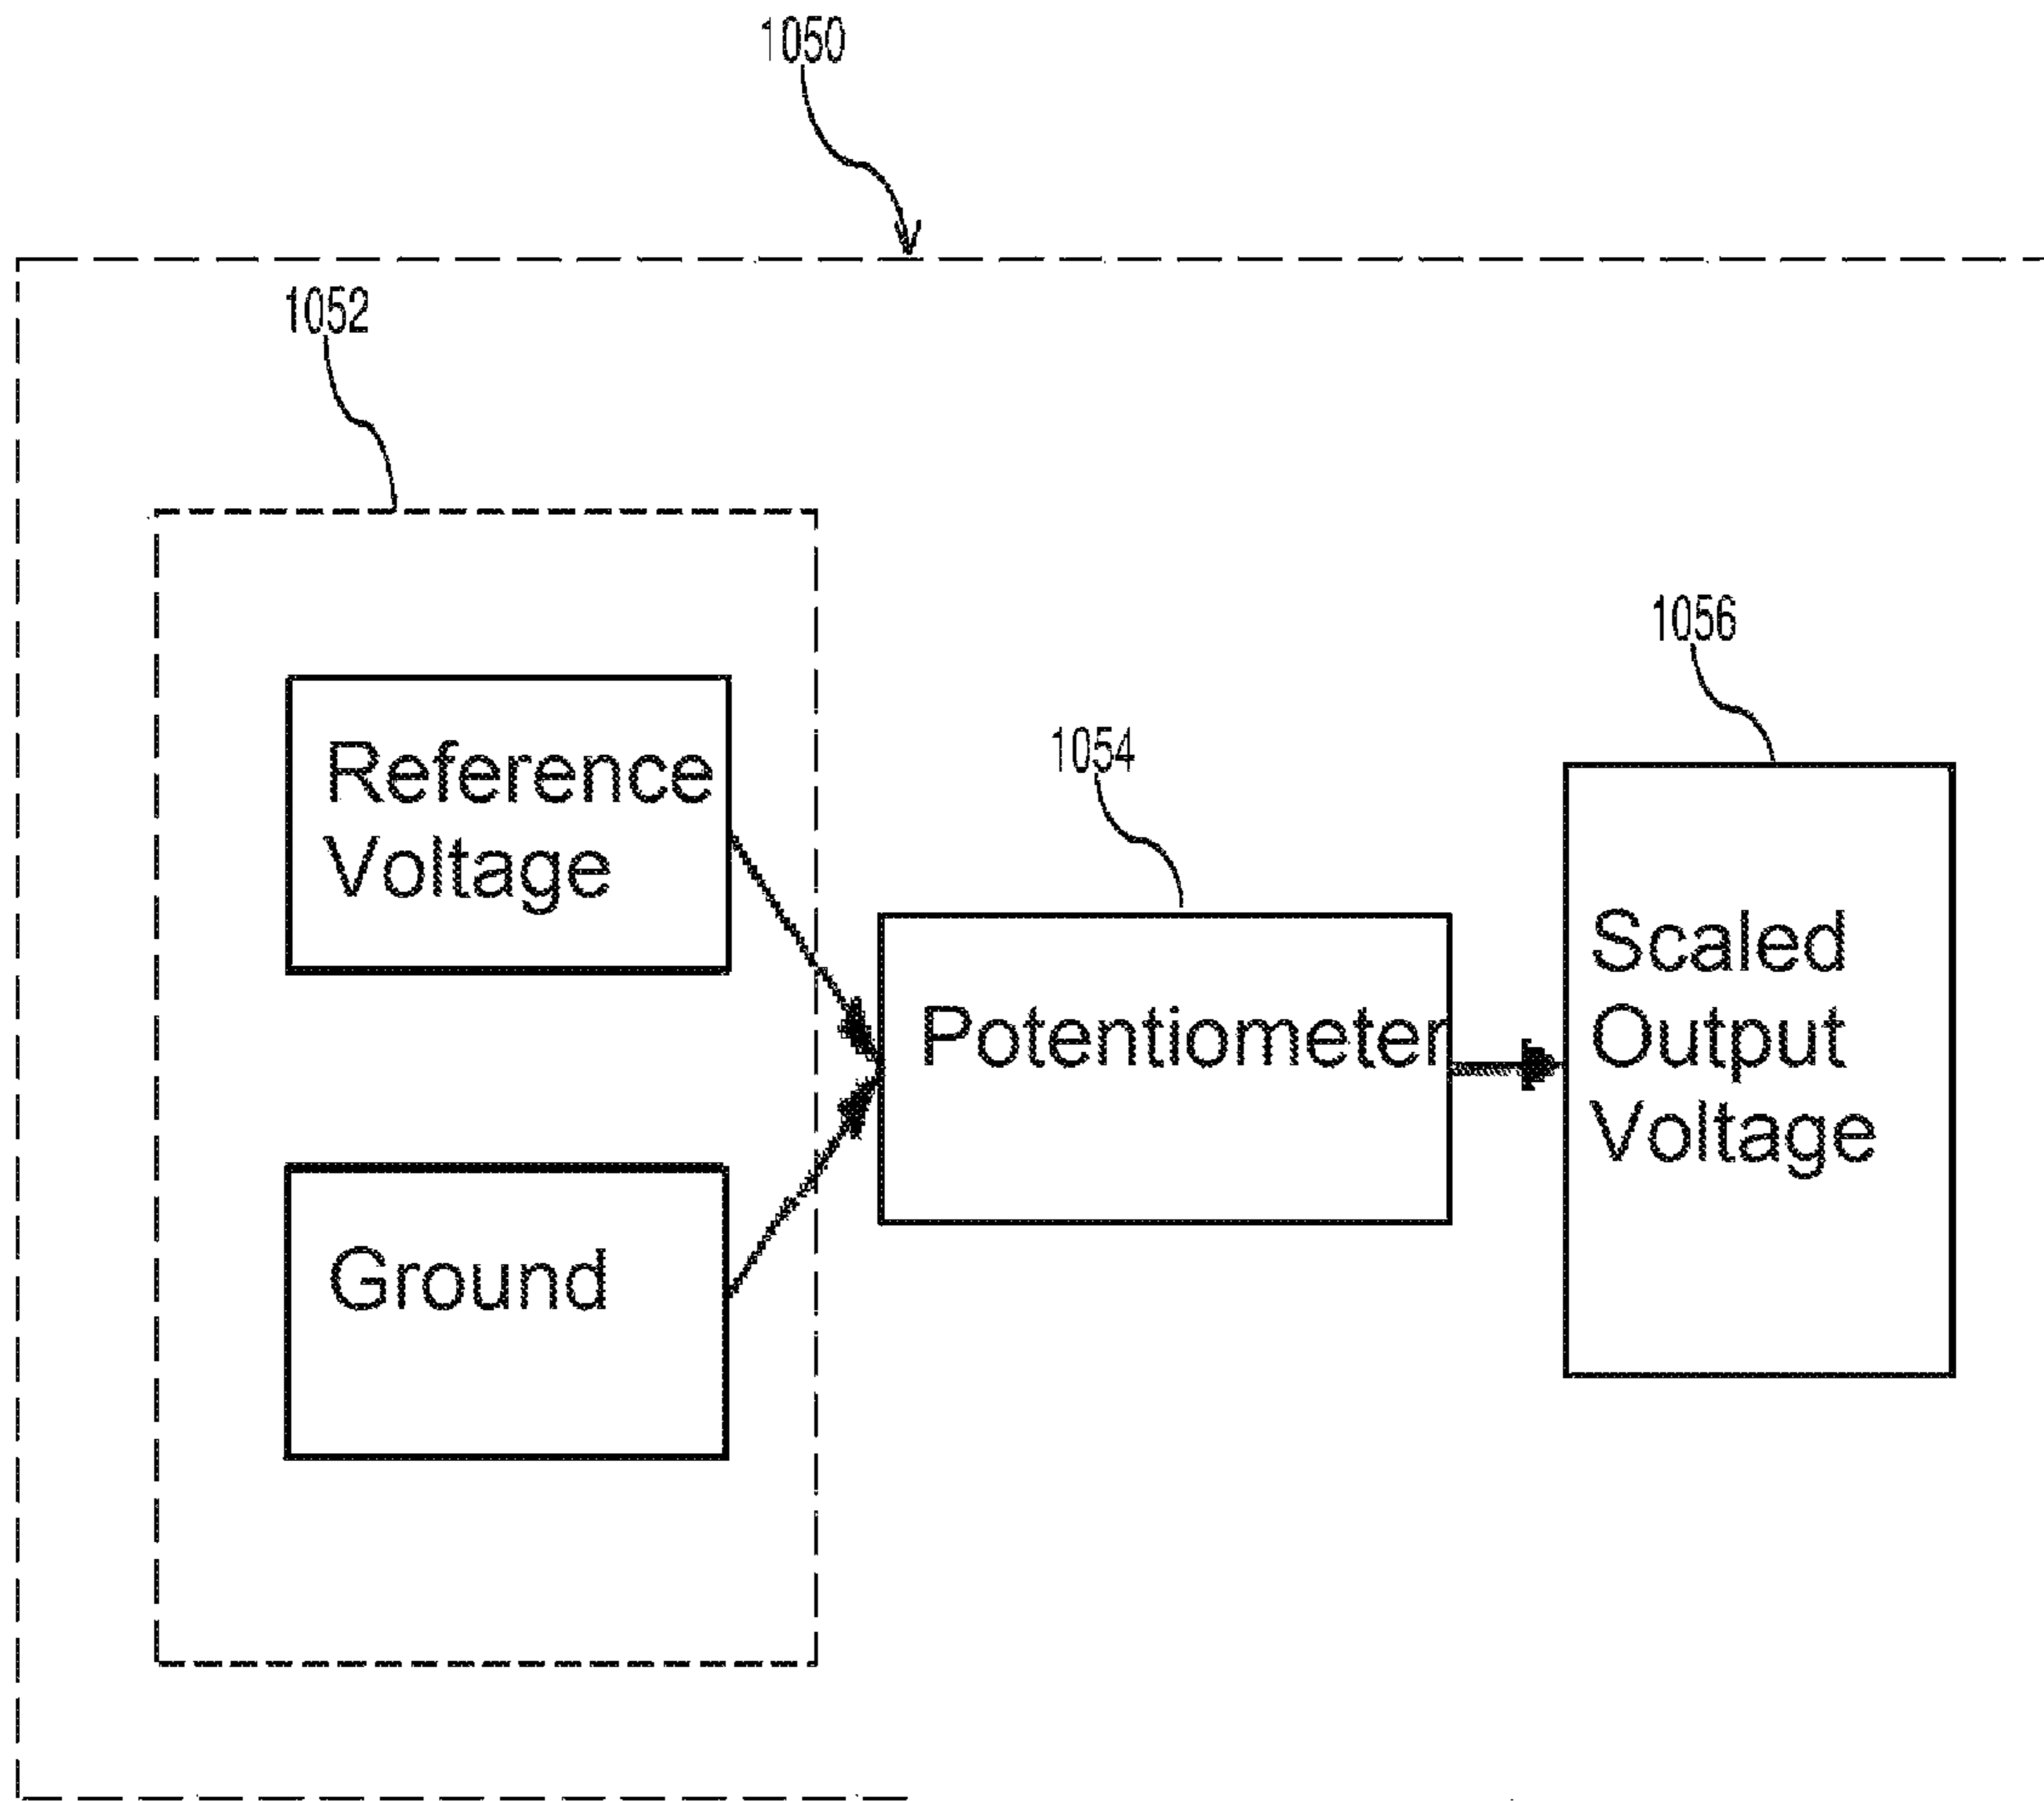 1050
1052
1056
1054
Reference
Voltage
Potentiometer
Scaled
Output
Voltage
Ground